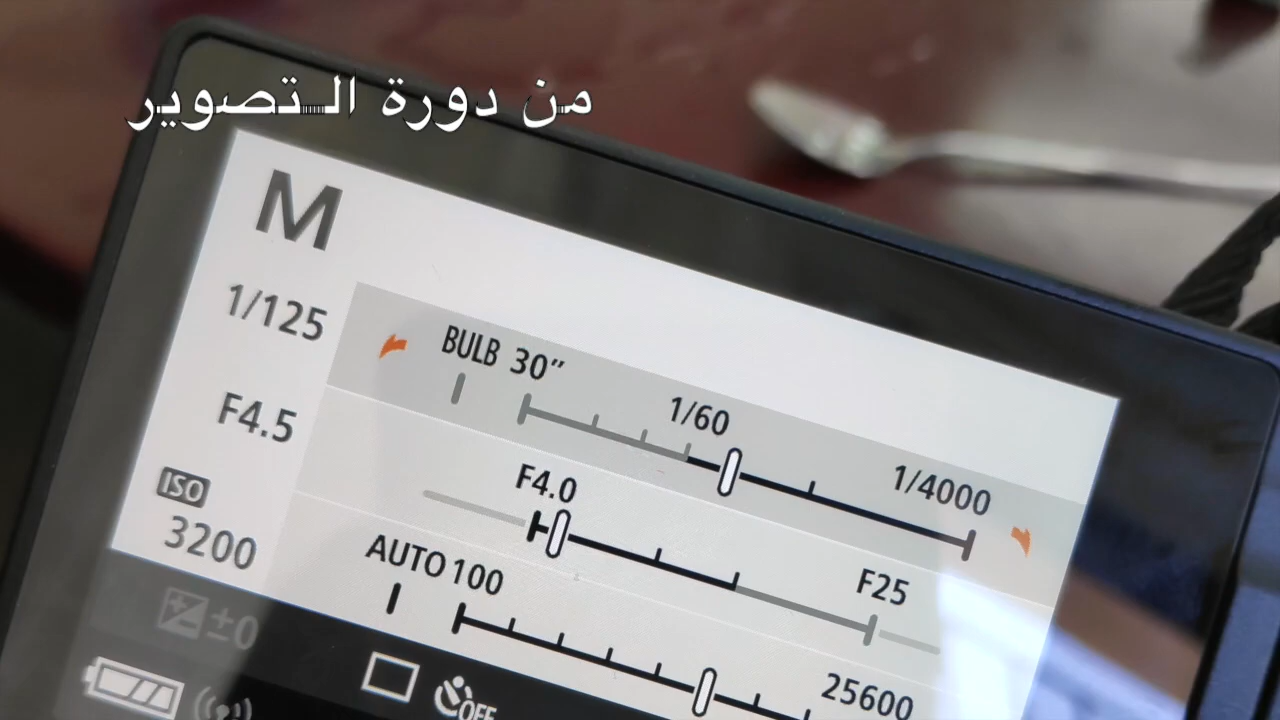 من دورة التصوير
M
1/125
BULB 30"
1/60
1/4000
F4.5
F4.0
F25
ISO
3200
AUTO 100
25600
±0
OFF